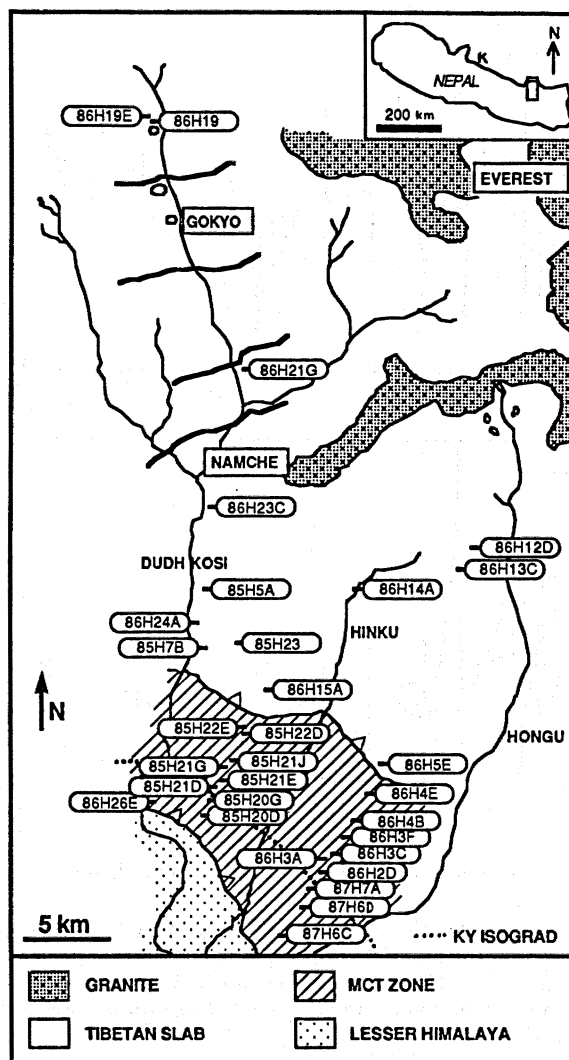 N
K
NEPAL
200 km
86H19E
86H19
EVEREST
GOKYO
86H21G
NAMCHE
86H23C
86H12D
DUDH KOSI
86H13C
85H5A
86H14A
86H24A
HINKU
85H7B
85H23
86H15A
N
85H22E
85H22D
HONGU
85H21J
86H5E
85H21G
85H21E
85H21D
86H4E
86H26E
85H20G
85H20D
86H4B
86H3F
86H3A
86H3C
86H2D
87H7A
87H6D
5 km
87H6C
KY ISOGRAD
GRANITE
MCT ZONE
TIBETAN SLAB
LESSER HIMALAYA